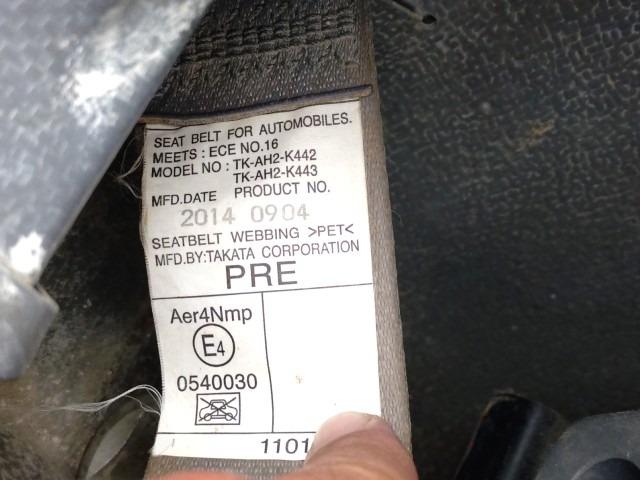 SEAT BELT FOR AUTOMOBILES.
MEETS : ECE NO.16
MODEL NO : TK-AH2-K442
TK-AH2-K443
MFD.DATE PRODUCT NO.
2014 0904
SEATBELT WEBBING >PET<
MFD.BY:TAKATA CORPORATION
PRE
Aer4Nmp
E4
0540030
1101